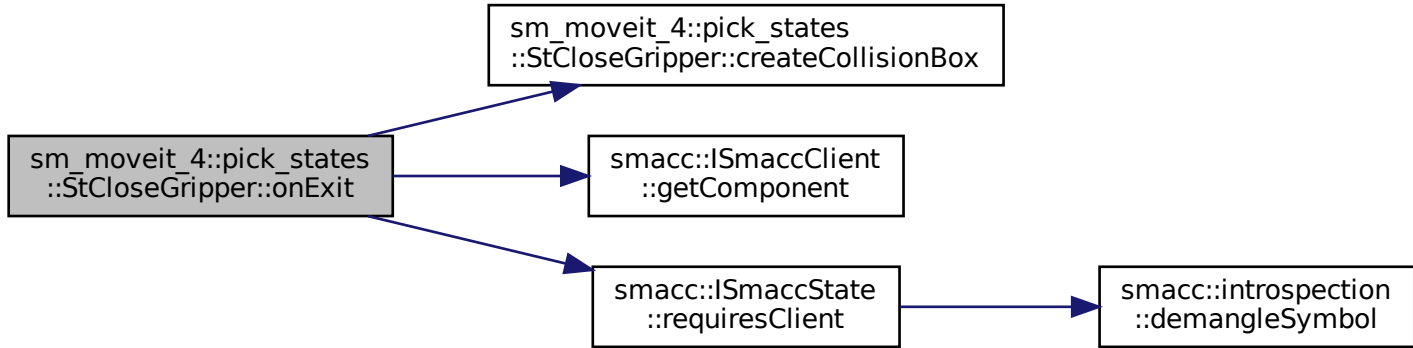 sm_moveit_4::pick_states
::StCloseGripper::onExit
sm_moveit_4::pick_states
::StCloseGripper::createCollisionBox
smacc::ISmaccClient
::getComponent
smacc::ISmaccState
::requiresClient
smacc::introspection
::demangleSymbol